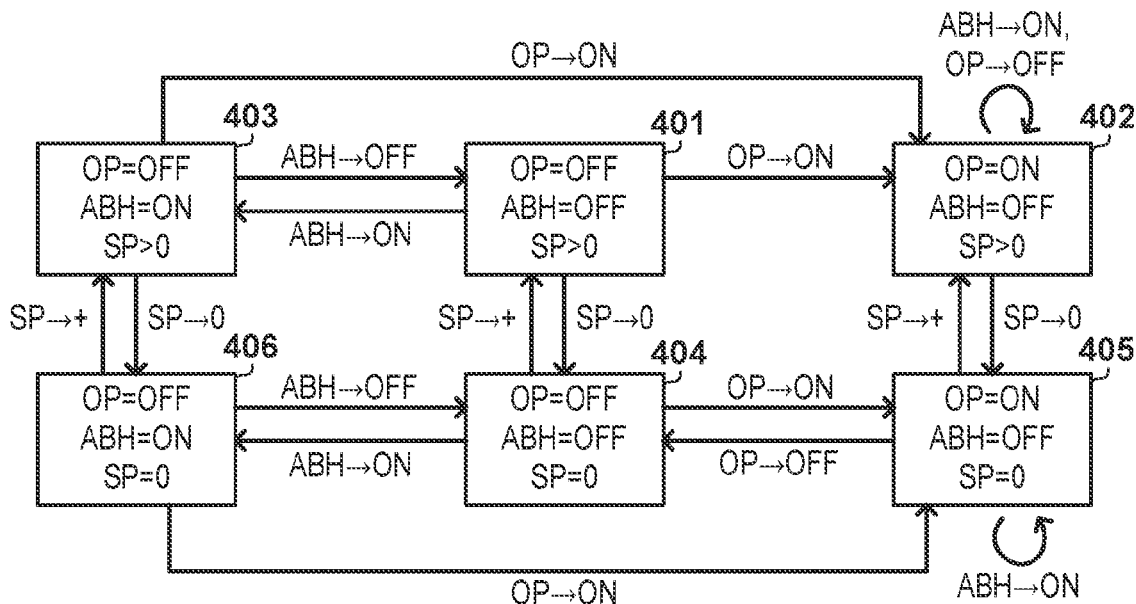 ABH→ON,
OP→OFF
OP→ON
403
401
402
OP=OFF
ABH=ON
SP>0
ABH→OFF
ABH→ON
OP=OFF
ABH=OFF
SP>0
OP→ON
OP=ON
ABH=OFF
SP>0
SP→+
SP→0
SP→+
SP→0
SP→+
SP→0
406
404
405
OP=OFF
ABH=ON
SP=0
ABH→OFF
ABH→ON
OP=OFF
ABH=OFF
SP=0
OP→ON
OP→OFF
OP=ON
ABH=OFF
SP=0
OP→ON
ABH→ON